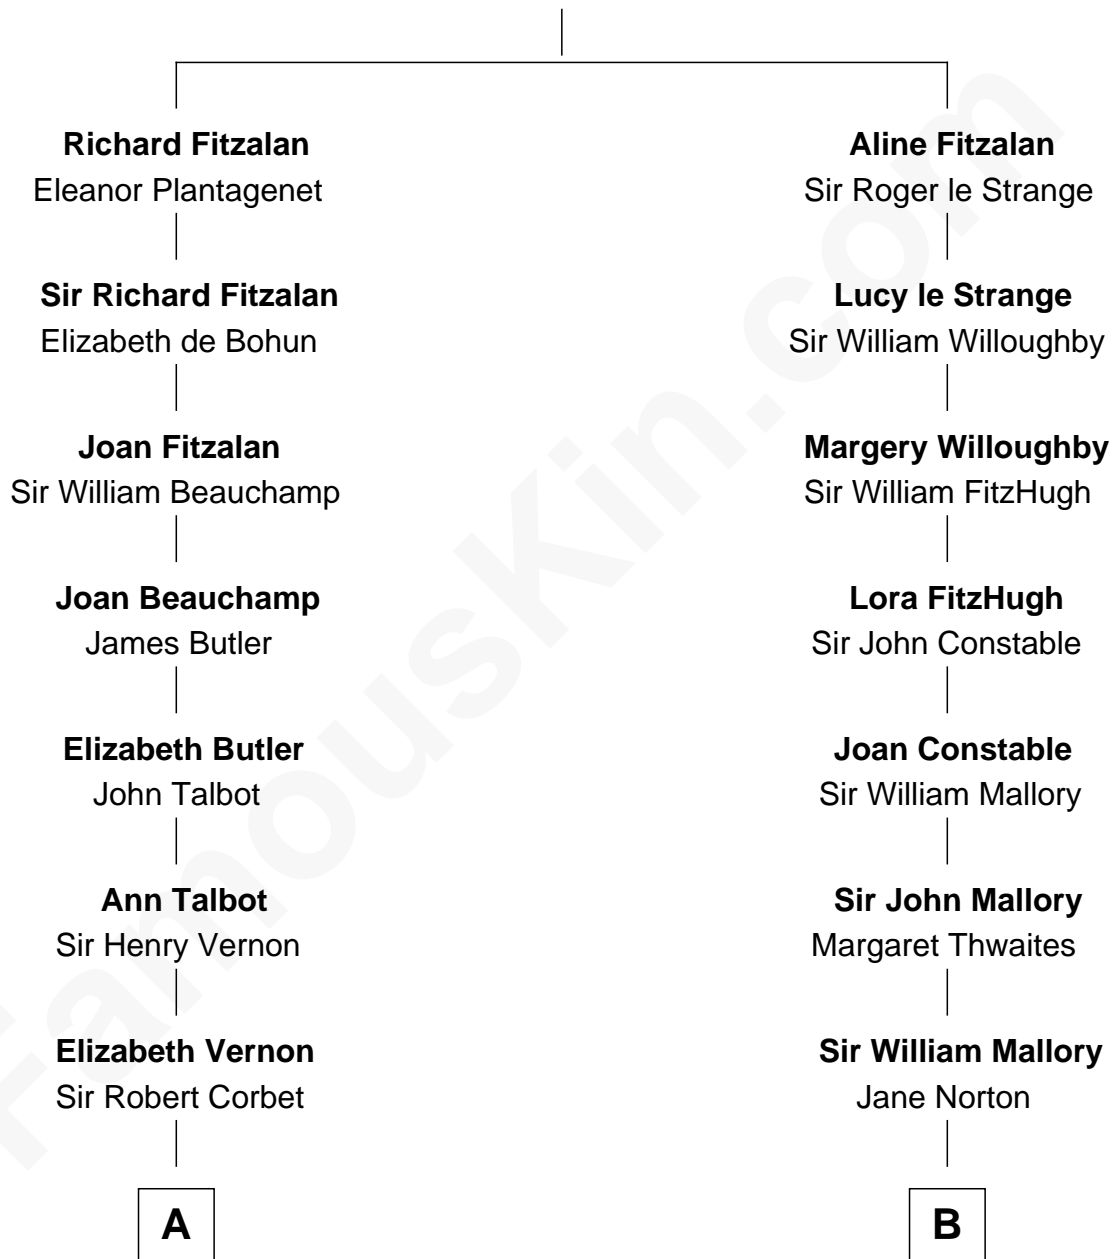 Richard Fitzalan
Eleanor Plantagenet
Sir Richard Fitzalan
Elizabeth de Bohun
Joan Fitzalan
Sir William Beauchamp
Joan Beauchamp
James Butler
Elizabeth Butler
John Talbot
Ann Talbot
Sir Henry Vernon
Elizabeth Vernon
Sir Robert Corbet
A
Aline Fitzalan
Sir Roger le Strange
Lucy le Strange
Sir William Willoughby
Margery Willoughby
Sir William FitzHugh
Lora FitzHugh
Sir John Constable
Joan Constable
Sir William Mallory
Sir John Mallory
Margaret Thwaites
Sir William Mallory
Jane Norton
B
FamousKin.com